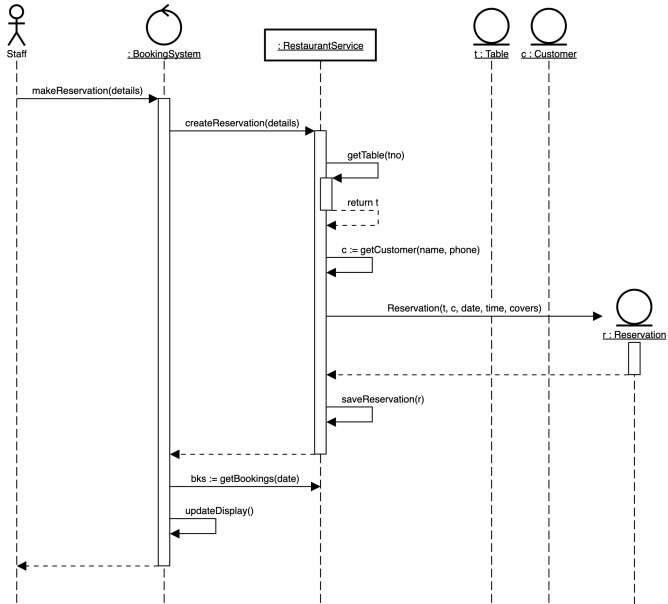 Staff
: BookingSystem
: RestaurantService
t : Table
c : Customer
makeReservation(details)
createReservation(details)
getTable(tno)
return t
c := getCustomer(name, phone)
Reservation(t, c, date, time, covers)
r : Reservation
saveReservation(r)
bks := getBookings(date)
updateDisplay()